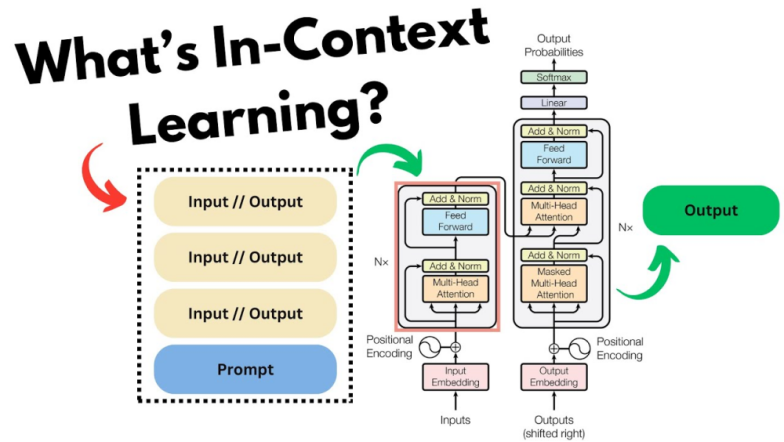 What's In-Context
Learning?
Input // Output
Input // Output
Input // Output
Prompt
Add & Norm
Feed
Forward
Nx
Add & Norm
Multi-Head
Attention
Positional
Encoding
Input
Embedding
Inputs
Output
Probabilities
Softmax
Linear
Add & Norm
Feed
Forward
Add & Norm
Multi-Head
Attention
Nx
Add & Norm
Masked
Multi-Head
Attention
Positional
Encoding
Output
Embedding
Outputs
(shifted right)
Output